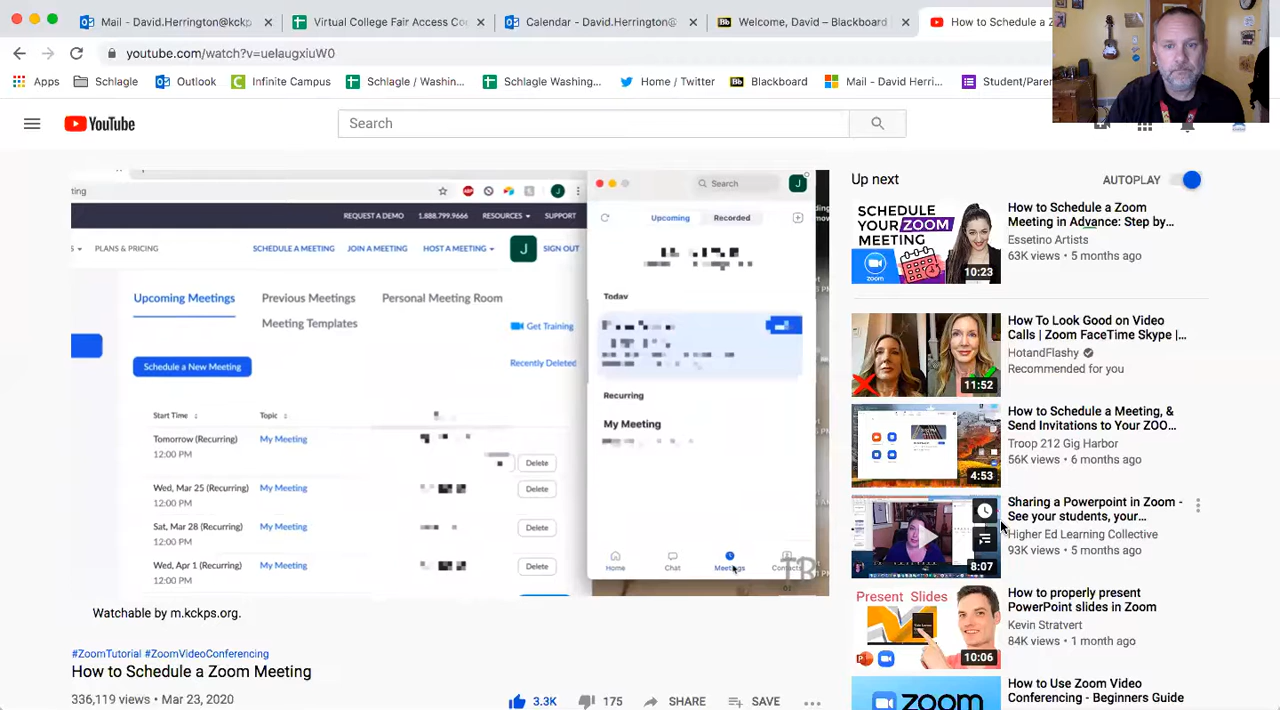 Mail - David.Herrington@kckp
Virtual College Fair Access Co
Calendar - David.Herrington@
Welcome, David – Blackboard
How to Schedule a Z
youtube.com/watch?v=ueIaugxiuW0
Apps
Schlagle
Outlook
Infinite Campus
Schlagle / Washin...
Schlagle Washing...
Home / Twitter
Blackboard
Mail - David Herri...
Student/Paren
YouTube
Search
ting
Search
J
REQUEST A DEMO
1.888.799.9666
RESOURCES
SUPPORT
Upcoming
Recorded
PLANS & PRICING
SCHEDULE A MEETING
JOIN A MEETING
HOST A MEETING
J
SIGN OUT
Upcoming Meetings
Previous Meetings
Personal Meeting Room
Meeting Templates
Get Training
Recently Deleted
Schedule a New Meeting
Start Time
Topic
Tomorrow (Recurring)
12:00 PM
My Meeting
Delete
Wed, Mar 25 (Recurring)
12:00 PM
My Meeting
Delete
Sat, Mar 28 (Recurring)
12:00 PM
My Meeting
Delete
Wed, Apr 1 (Recurring)
12:00 PM
My Meeting
Delete
Today
Recurring
My Meeting
Home
Chat
Meetings
Contacts
TB
Watchable by m.kckps.org.
#ZoomTutorial #ZoomVideoConferencing
How to Schedule a Zoom Meeting
336,119 views • Mar 23, 2020
3.3K
175
SHARE
SAVE
Up next
AUTOPLAY
SCHEDULE
YOUR ZOOM
MEETING
zoom
10:23
How to Schedule a Zoom
Meeting in Advance: Step by...
Essetino Artists
63K views • 5 months ago
11:52
How To Look Good on Video
Calls | Zoom FaceTime Skype |...
HotandFlashy
Recommended for you
4:53
How to Schedule a Meeting, &
Send Invitations to Your ZOO...
Troop 212 Gig Harbor
56K views • 6 months ago
8:07
Sharing a Powerpoint in Zoom -
See your students, your...
Higher Ed Learning Collective
93K views • 5 months ago
Present Slides
10:06
How to properly present
PowerPoint slides in Zoom
Kevin Stratvert
84K views • 1 month ago
zoom
How to Use Zoom Video
Conferencing - Beginners Guide